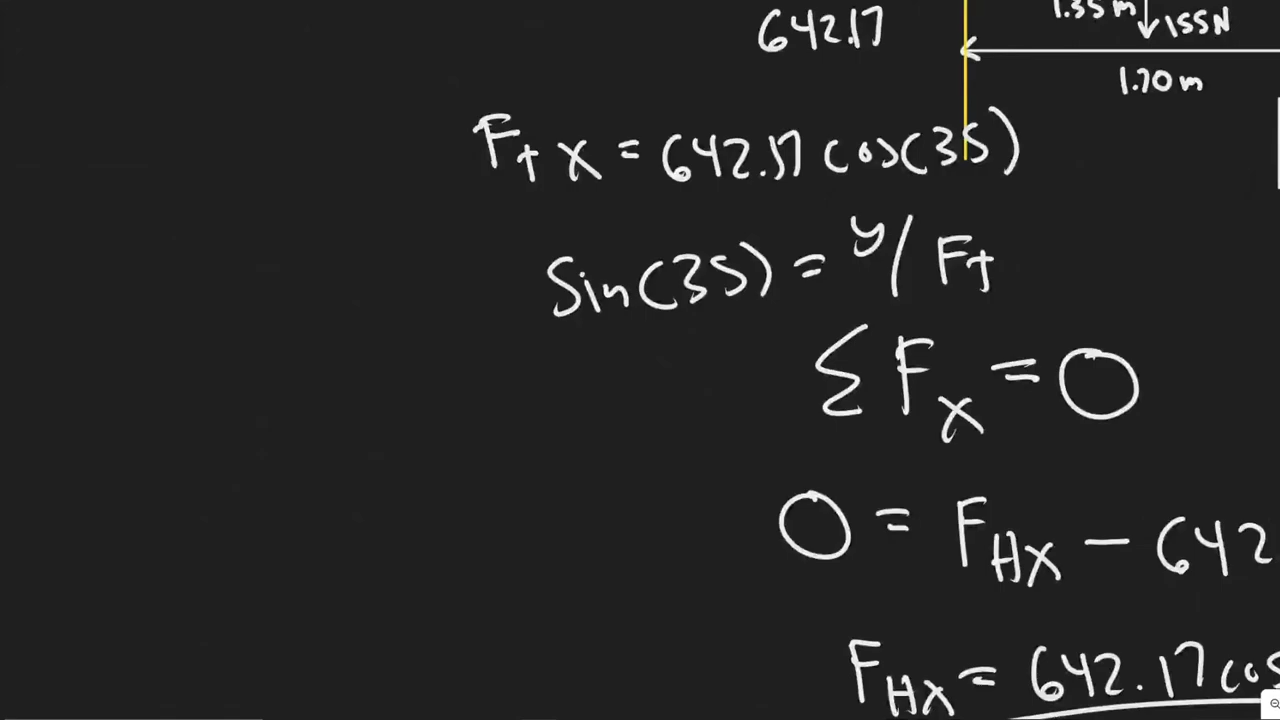 1.35 m
155N
642.17
1.70 m
Ft x = 642.17 cos(35)
Sin(35) = y/Ft
ΣFx = 0
0 = FHX - 642
FHX = 642.17 cos